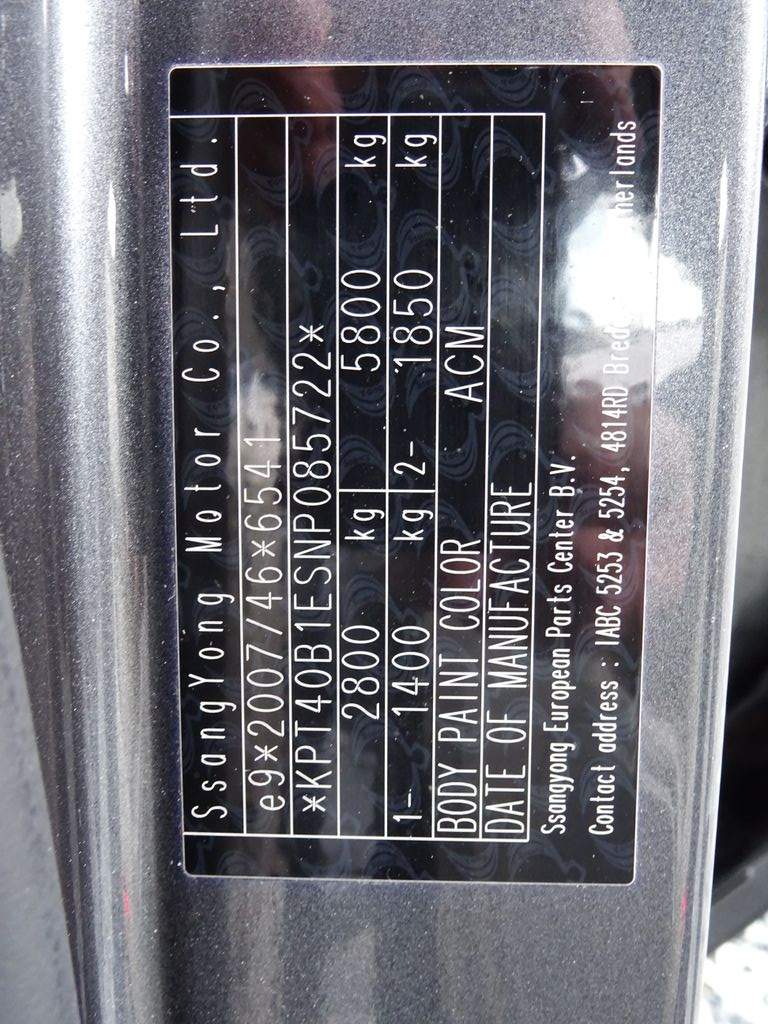 SsangYong Motor Co., Ltd.
e9*2007/46*6541
*KPT40B1ESNP085722*
2800 kg 5800 kg
1- 1400 kg 2- 1850 kg
BODY PAINT COLOR ACM
DATE OF MANUFACTURE
Ssangyong European Parts Center B.V.
Contact address : IABC 5253 & 5254, 4814RD